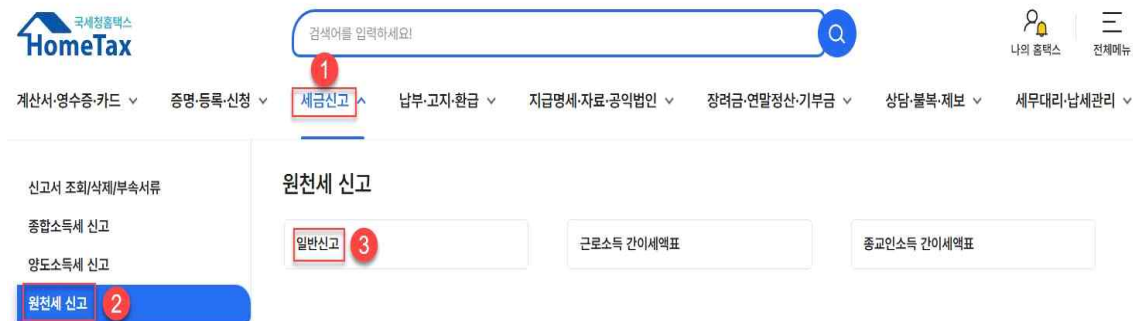 국세청홈택스
HomeTax
검색어를 입력하세요!
나의 홈택스
전체메뉴
1
계산서·영수증·카드
증명·등록·신청
세금신고
납부·고지·환급
지급명세·자료·공익법인
장려금·연말정산·기부금
상담·불복·제보
세무대리·납세관리
신고서 조회/삭제/부속서류
종합소득세 신고
양도소득세 신고
원천세 신고 2
원천세 신고
일반신고 3
근로소득 간이세액표
종교인소득 간이세액표